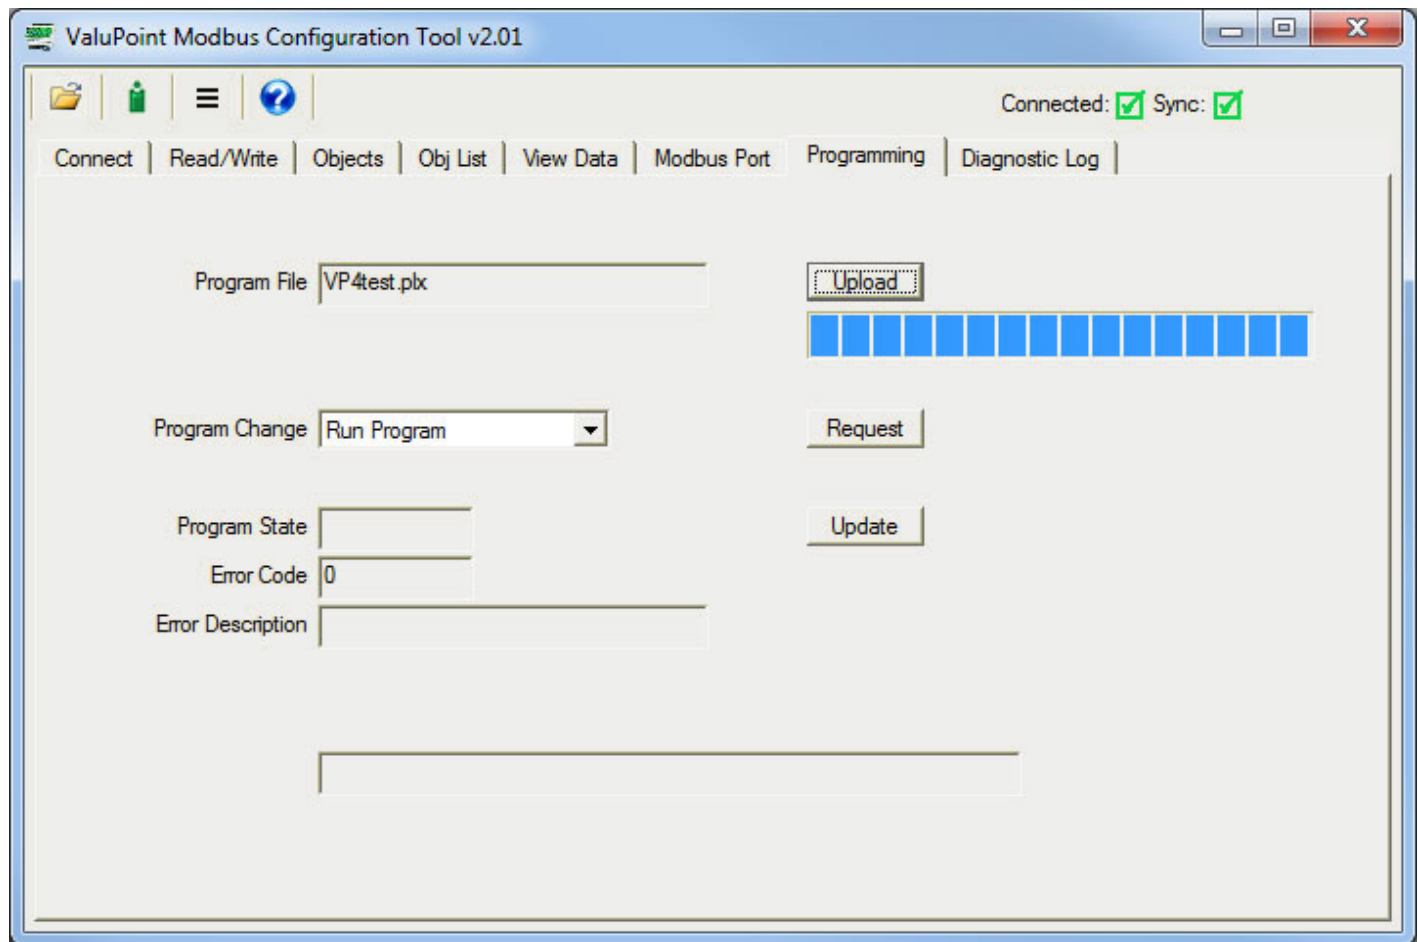 ValuPoint Modbus Configuration Tool v2.01
Connected: Sync:
Connect Read/Write Objects Obj List View Data Modbus Port Programming Diagnostic Log
Program File VP4test.plx Upload
Program Change Run Program Request
Program State Update
Error Code 0
Error Description